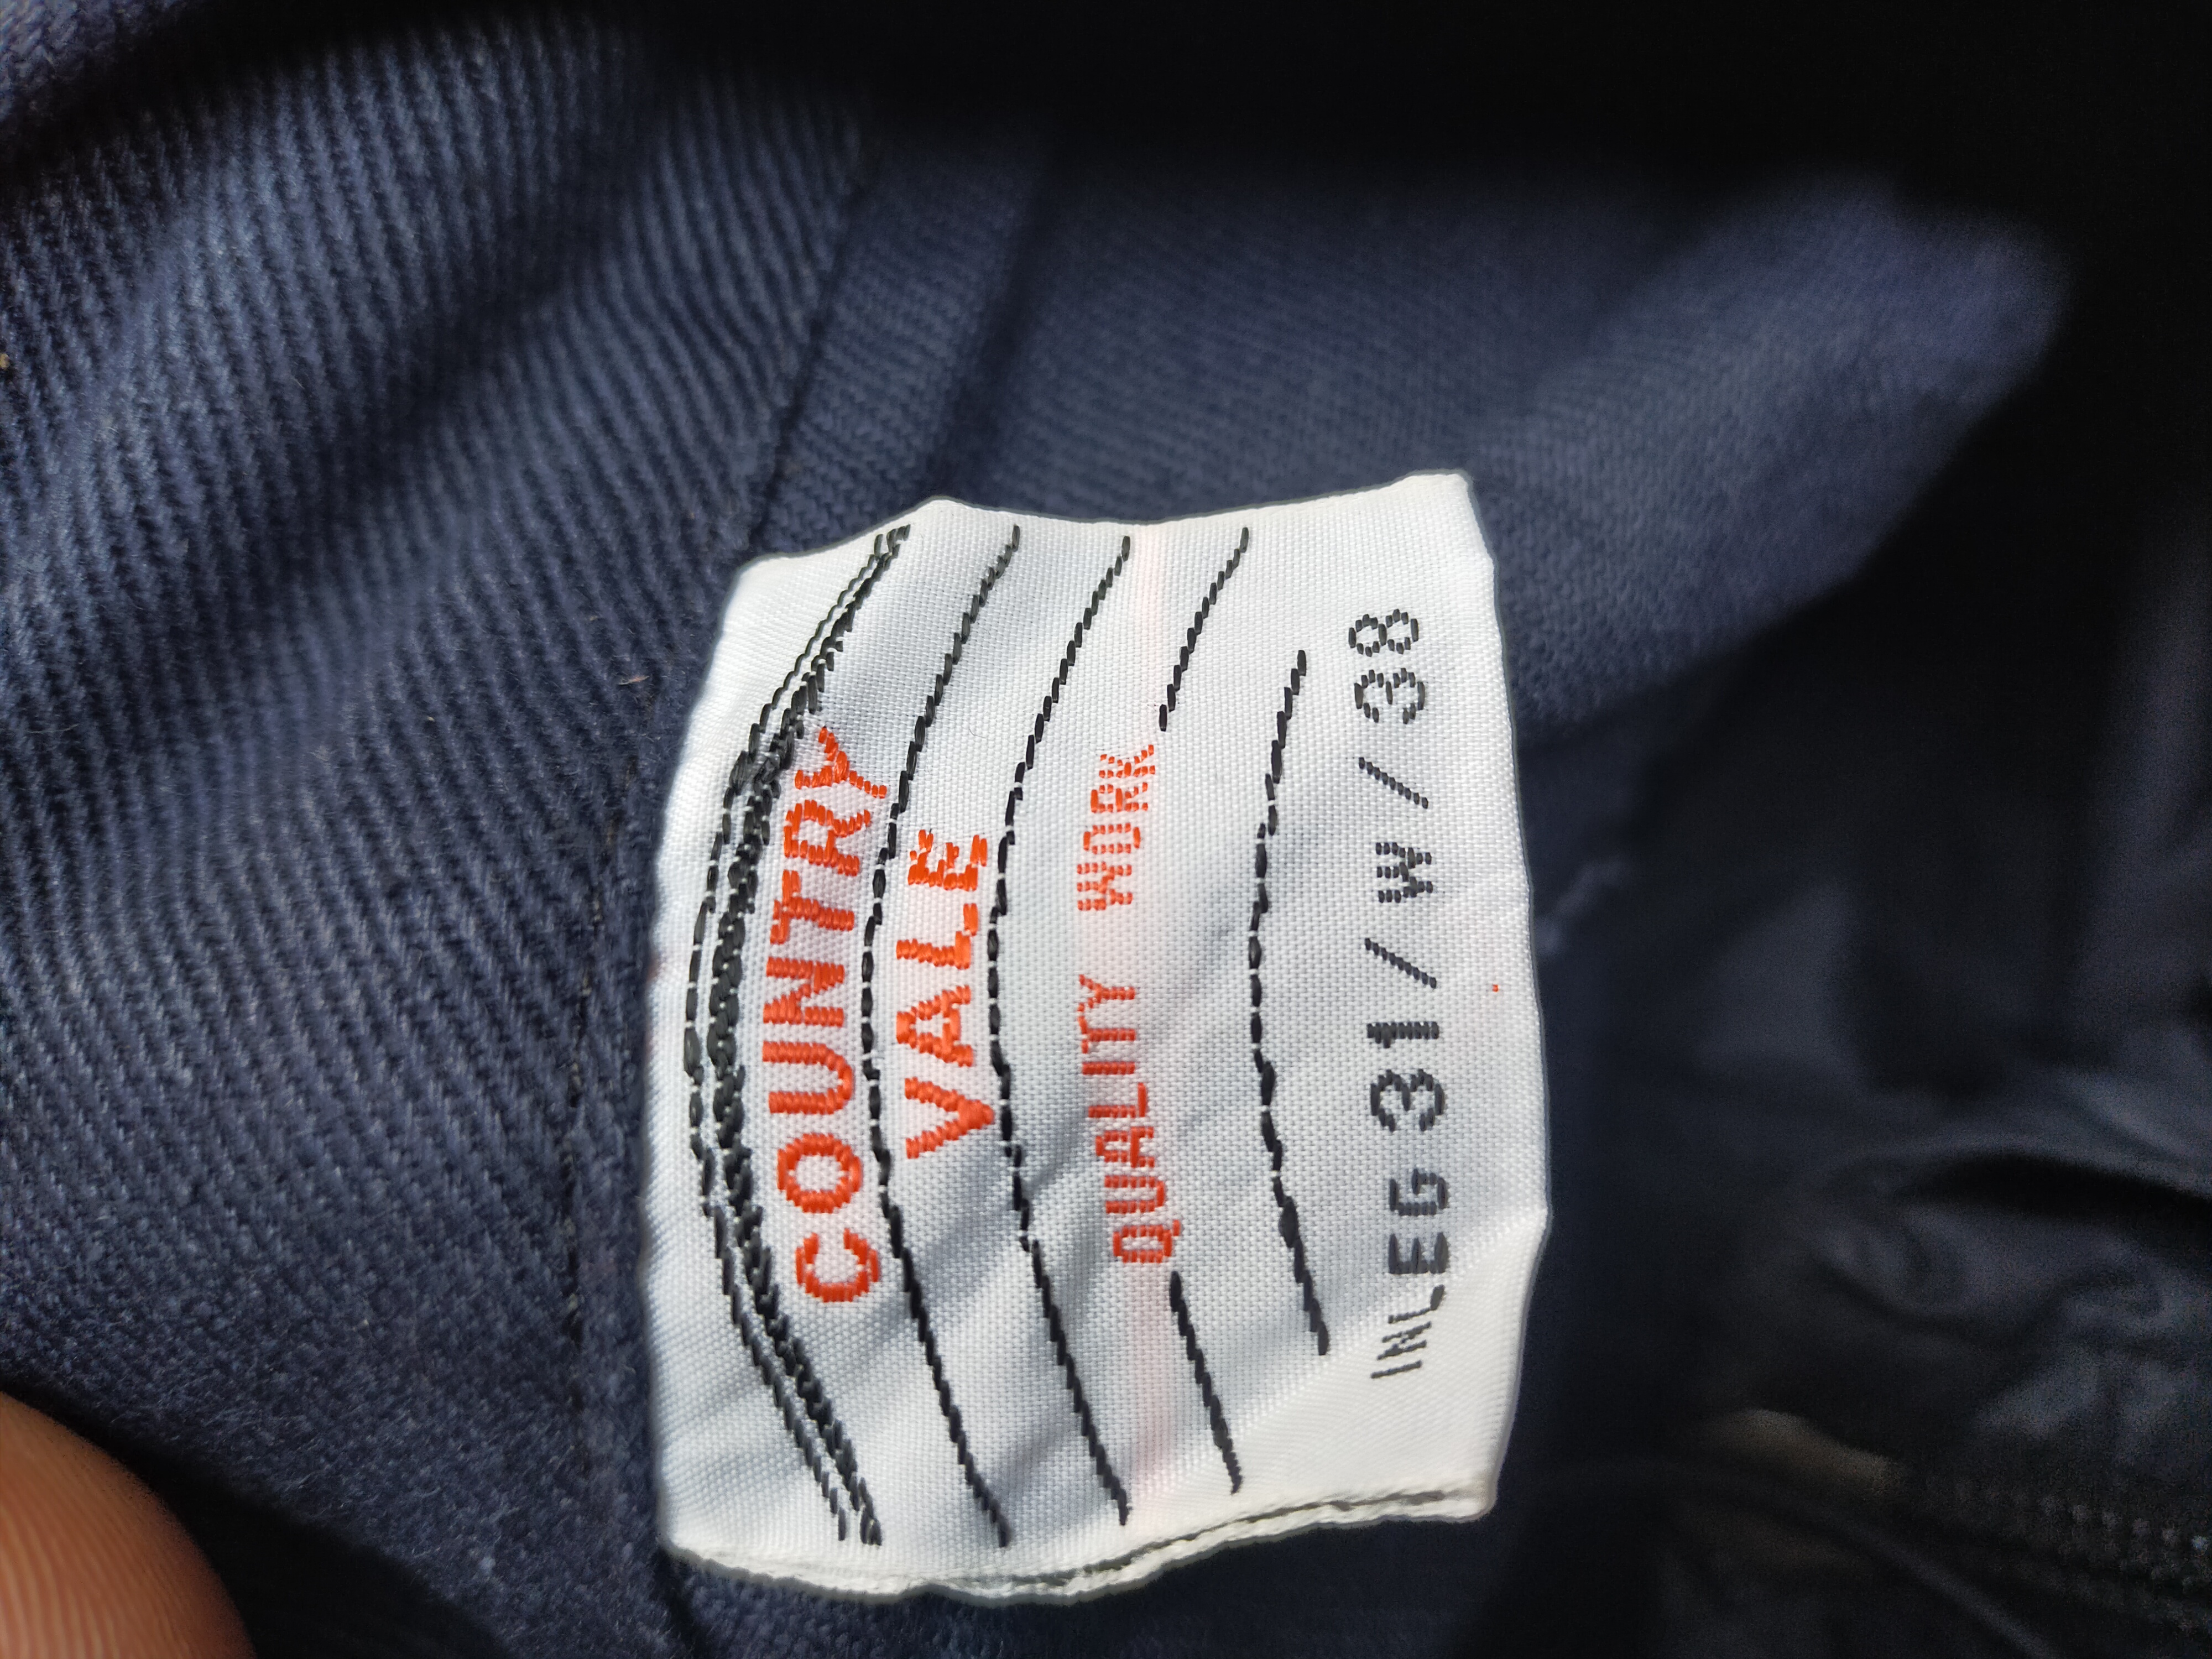 COUNTRY
VALE
QUALITY WORK
INLEG 31/W/38